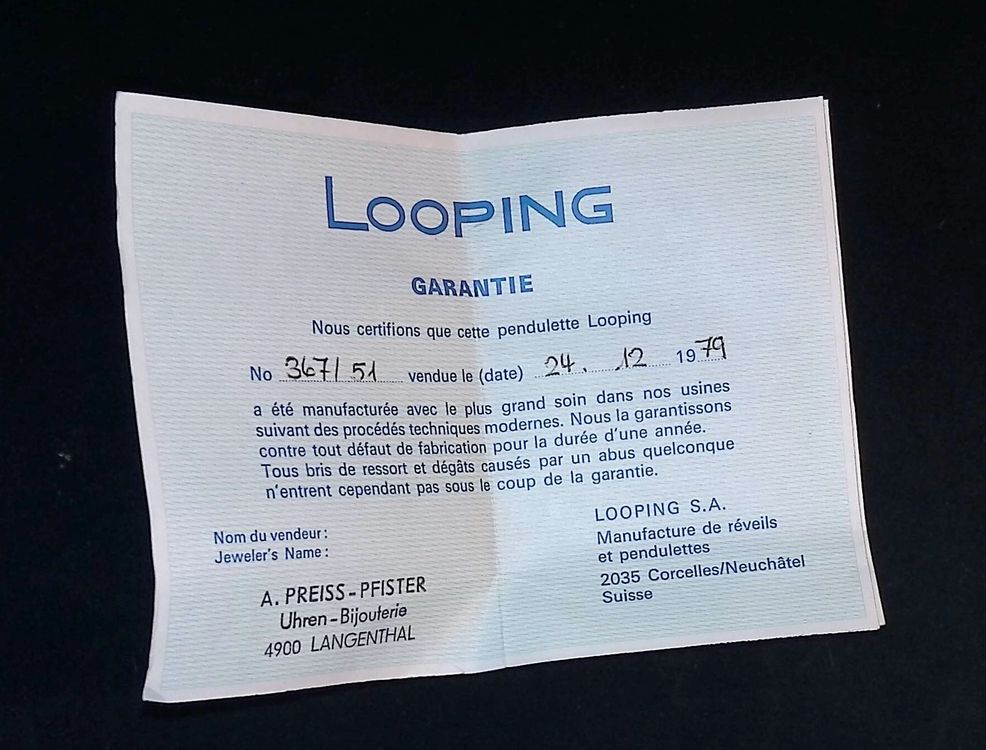 LOOPING
GARANTIE
Nous certifions que cette pendulette Looping
No 367/51 vendue le (date) 24. 12 1979
a été manufacturée avec le plus grand soin dans nos usines
suivant des procédés techniques modernes. Nous la garantissons
contre tout défaut de fabrication pour la durée d'une année.
Tous bris de ressort et dégâts causés par un abus quelconque
n'entrent cependant pas sous le coup de la garantie.
Nom du vendeur:
Jeweler's Name:
A. PREISS-PFISTER
Uhren-Bijouterie
4900 LANGENTHAL
LOOPING S.A.
Manufacture de réveils
et pendulettes
2035 Corcelles/Neuchâtel
Suisse